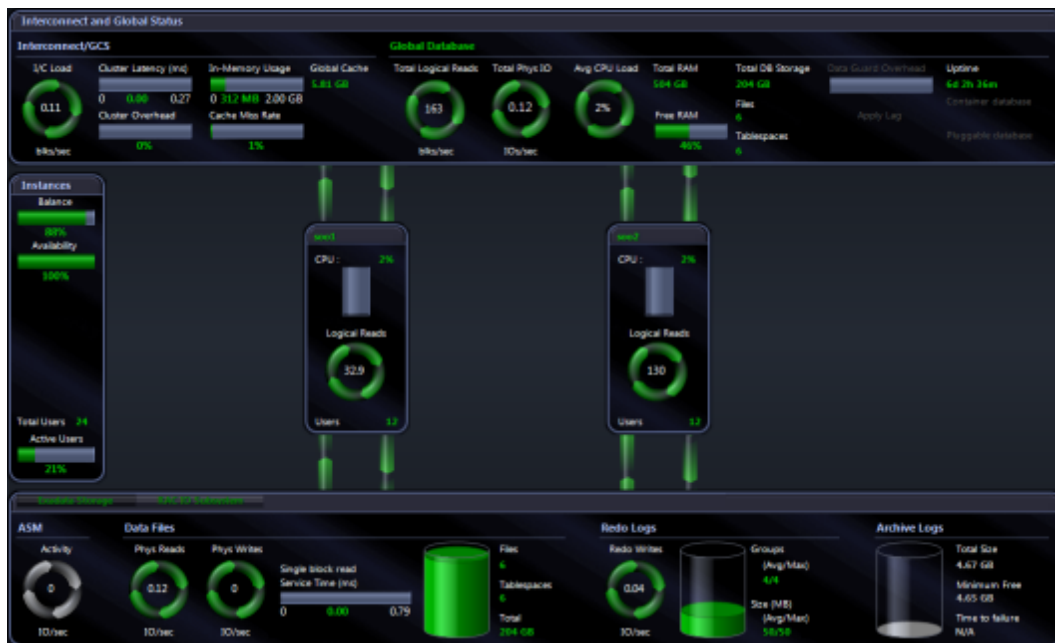 Interconnect and Global Status
Interconnect/GCS
Global Database
I/C Load
Cluster Latency (ms)
In-Memory Usage
Global Cache
Total Logical Reads
Total Phys IO
Avg CPU Load
Total RAM
Total DB Storage
Data Guard Overhead
Uptime
0.11
0 0.00 0.27
0 312 MB 2.00 GB
5.81 GB
163
0.12
2%
504 GB
204 GB
6d 2h 36m
Cluster Overhead
Cache Miss Rate
Free RAM
Files
6
Apply Lag
Container database
blks/sec
0%
1%
blks/sec
IOs/sec
46%
Tablespaces
6
Pluggable database
Instances
Balance
88%
Availability
100%
Total Users 24
Active Users
21%
CPU : 2%
Logical Reads
32.9
Users 12
CPU : 2%
Logical Reads
130
Users 12
Exadata Storage
ASM
Data Files
Redo Logs
Archive Logs
Activity
0
IO/sec
Phys Reads
0.12
IO/sec
Phys Writes
0
IO/sec
Single block read
Service Time (ms)
0 0.00 0.79
Files
6
Tablespaces
6
Total
204 GB
Redo Writes
0.04
IO/sec
Groups
(Avg/Max)
4/4
Size (MB)
(Avg/Max)
50/50
Total Size
4.67 GB
Minimum Free
4.65 GB
Time to failure
N/A